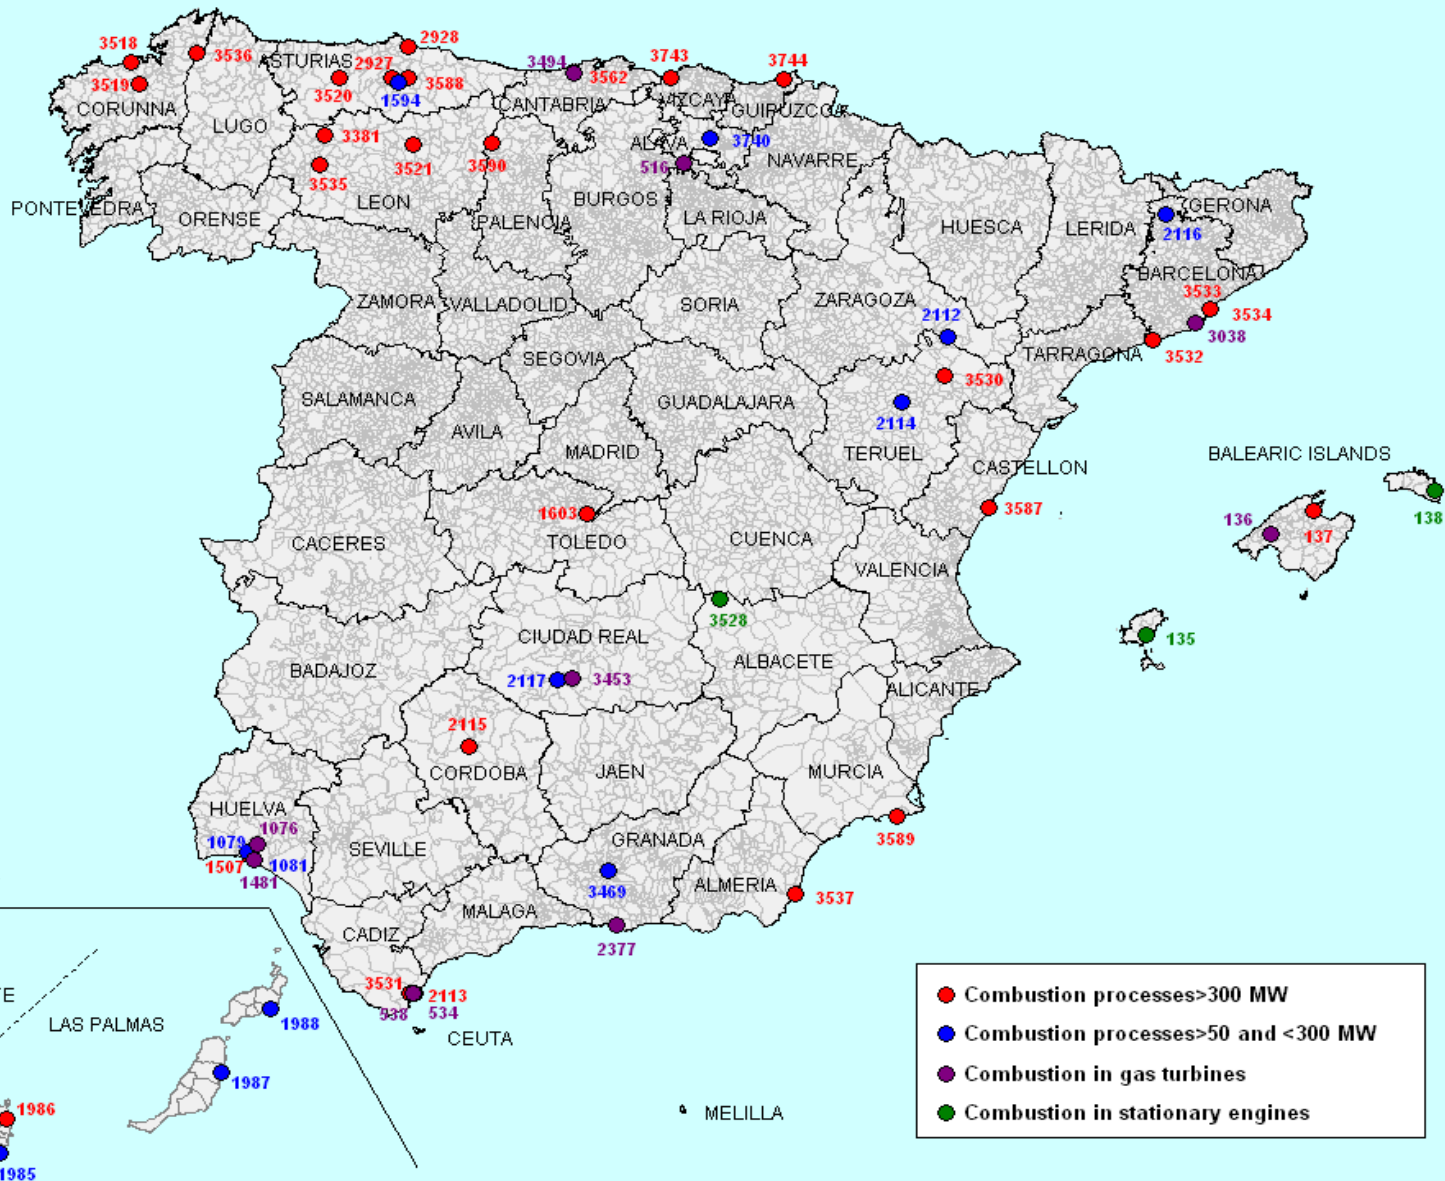 3518
3536
2928
ASTURIAS
2927
3494
3743
3744
3519
3520
3588
3562
1594
CORUNNA
CANTABRIA
VIZCAYA
GUIPUZCOA
LUGO
3381
3521
3590
ALAVA
3740
516
NAVARRE
3535
LEON
BURGOS
PONTEVEDRA
ORENSE
PALENCIA
LA RIOJA
HUESCA
LERIDA
GERONA
2116
BARCELONA
ZAMORA
VALLADOLID
SORIA
ZARAGOZA
3533
3534
2112
3038
SEGOVIA
TARRAGONA
3532
3530
SALAMANCA
GUADALAJARA
AVILA
2114
MADRID
TERUEL
CASTELLON
BALEARIC ISLANDS
1603
3587
136
137
138
CACERES
TOLEDO
CUENCA
VALENCIA
3528
CIUDAD REAL
135
BADAJOZ
ALBACETE
2117
3453
ALICANTE
2115
CORDOBA
JAEN
MURCIA
HUELVA
1076
1079
3589
GRANADA
SEVILLE
1507
1081
1481
3469
ALMERIA
3537
MALAGA
CADIZ
2377
3531
2113
938
534
CEUTA
TE
LAS PALMAS
1988
1987
1986
1985
MELILLA
Combustion processes>300 MW
Combustion processes>50 and <300 MW
Combustion in gas turbines
Combustion in stationary engines